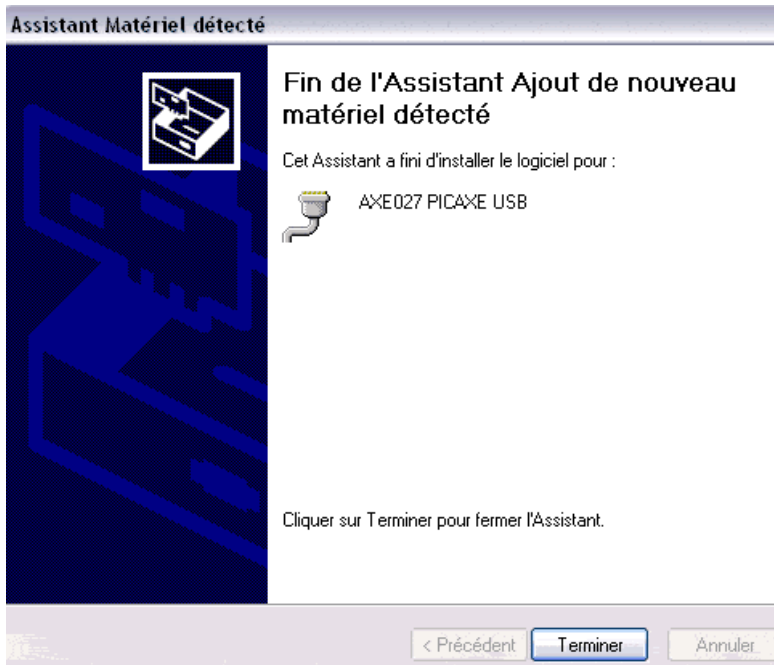 Assistant Matériel détecté
Fin de l'Assistant Ajout de nouveau
matériel détecté
Cet Assistant a fini d'installer le logiciel pour :
AXE027 PICAXE USB
Cliquer sur Terminer pour fermer l'Assistant.
< Précédent Terminer Annuler